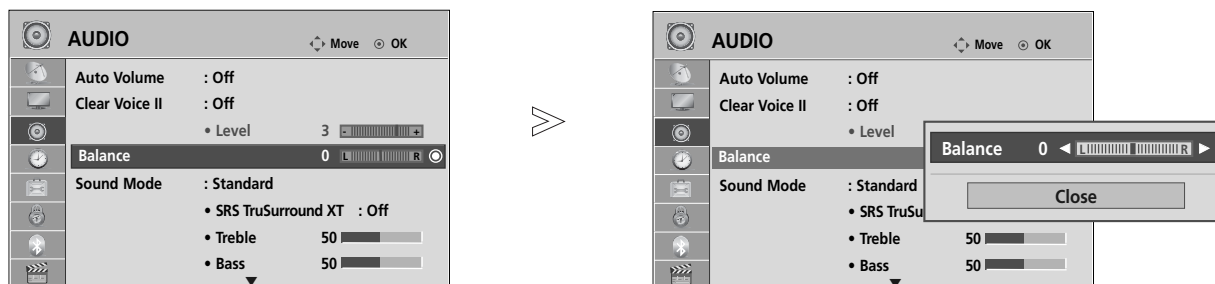 AUDIO Move OK
Auto Volume : Off
Clear Voice II : Off
• Level 3 - +
Balance 0 L R
Sound Mode : Standard
• SRS TruSurround XT : Off
• Treble 50
• Bass 50
AUDIO Move OK
Auto Volume : Off
Clear Voice II : Off
• Level
Balance
Balance 0 L R
Close
Sound Mode : Standard
• SRS TruSu
• Treble 50
• Bass 50